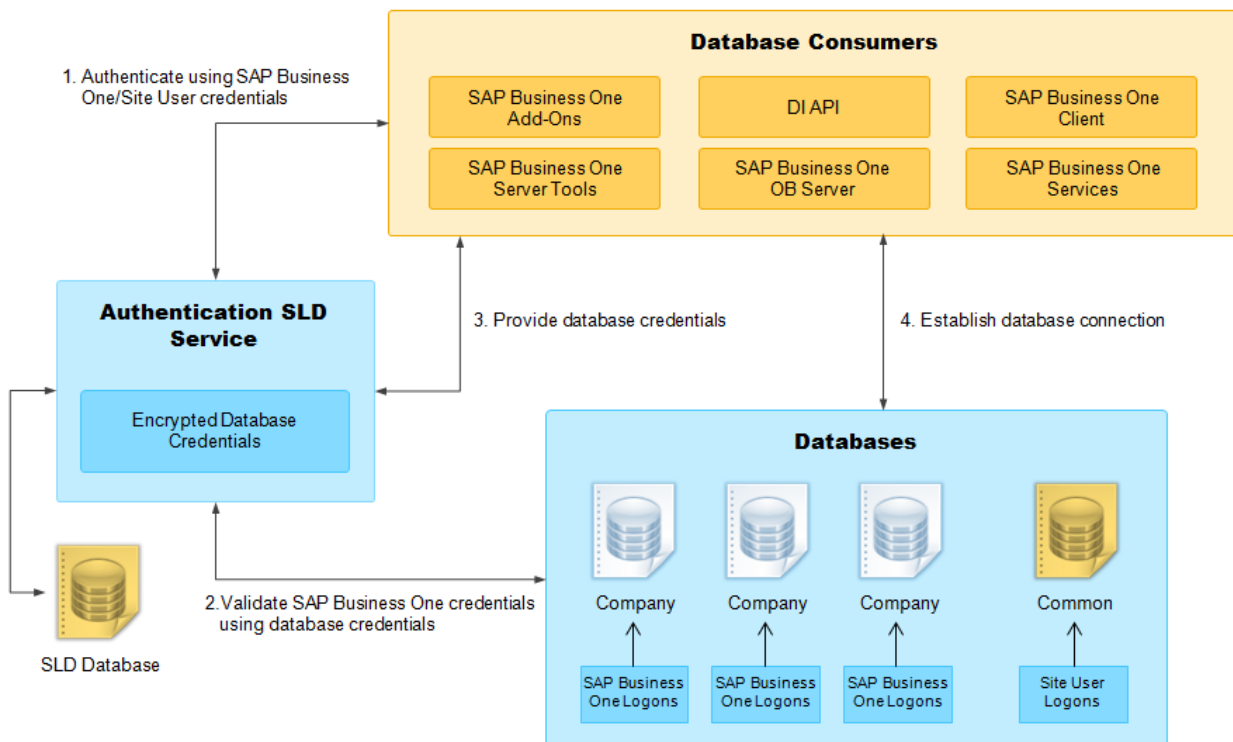 Database Consumers
1. Authenticate using SAP Business
One/Site User credentials
SAP Business One
Add-Ons
DI API
SAP Business One
Client
SAP Business One
Server Tools
SAP Business One
OB Server
SAP Business One
Services
Authentication SLD
Service
3. Provide database credentials
4. Establish database connection
Encrypted Database
Credentials
Databases
Company
Company
Company
Common
2.Validate SAP Business One credentials
using database credentials
SLD Database
SAP Business
One Logons
SAP Business
One Logons
SAP Business
One Logons
Site User
Logons